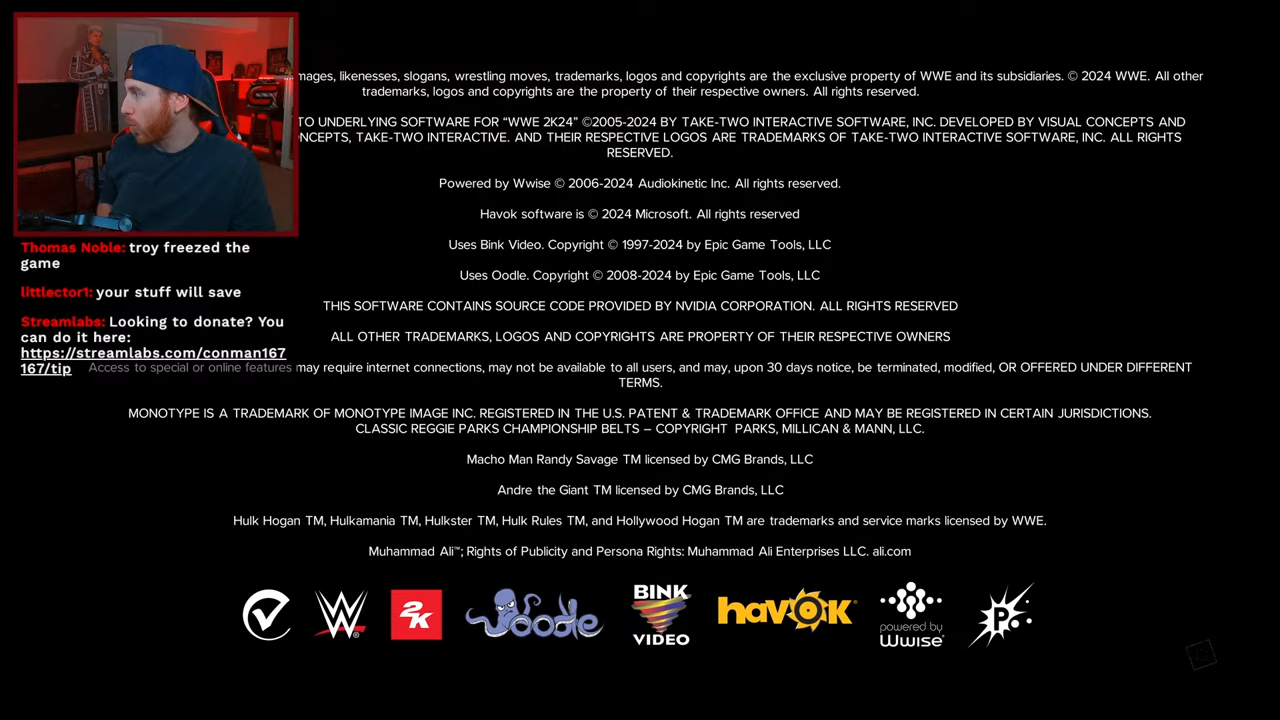 mages, likenesses, slogans, wrestling moves, trademarks, logos and copyrights are the exclusive property of WWE and its subsidiaries. © 2024 WWE. All other
trademarks, logos and copyrights are the property of their respective owners. All rights reserved.
TO UNDERLYING SOFTWARE FOR “WWE 2K24” ©2005-2024 BY TAKE-TWO INTERACTIVE SOFTWARE, INC. DEVELOPED BY VISUAL CONCEPTS AND
NCEPTS, TAKE-TWO INTERACTIVE. AND THEIR RESPECTIVE LOGOS ARE TRADEMARKS OF TAKE-TWO INTERACTIVE SOFTWARE, INC. ALL RIGHTS
RESERVED.
Powered by Wwise © 2006-2024 Audiokinetic Inc. All rights reserved.
Havok software is © 2024 Microsoft. All rights reserved
Uses Bink Video. Copyright © 1997-2024 by Epic Game Tools, LLC
Uses Oodle. Copyright © 2008-2024 by Epic Game Tools, LLC
THIS SOFTWARE CONTAINS SOURCE CODE PROVIDED BY NVIDIA CORPORATION. ALL RIGHTS RESERVED
ALL OTHER TRADEMARKS, LOGOS AND COPYRIGHTS ARE PROPERTY OF THEIR RESPECTIVE OWNERS
Thomas Noble: troy freezed the
game
littlector1: your stuff will save
Streamlabs: Looking to donate? You
can do it here:
https://streamlabs.com/conman167
167/tip
Access to special or online features may require internet connections, may not be available to all users, and may, upon 30 days notice, be terminated, modified, OR OFFERED UNDER DIFFERENT
TERMS.
MONOTYPE IS A TRADEMARK OF MONOTYPE IMAGE INC. REGISTERED IN THE U.S. PATENT & TRADEMARK OFFICE AND MAY BE REGISTERED IN CERTAIN JURISDICTIONS.
CLASSIC REGGIE PARKS CHAMPIONSHIP BELTS – COPYRIGHT PARKS, MILLICAN & MANN, LLC.
Macho Man Randy Savage TM licensed by CMG Brands, LLC
Andre the Giant TM licensed by CMG Brands, LLC
Hulk Hogan TM, Hulkamania TM, Hulkster TM, Hulk Rules TM, and Hollywood Hogan TM are trademarks and service marks licensed by WWE.
Muhammad Ali™; Rights of Publicity and Persona Rights: Muhammad Ali Enterprises LLC. ali.com
W
2K
oodle
BINK
VIDEO
havok
powered by
Wwise
P